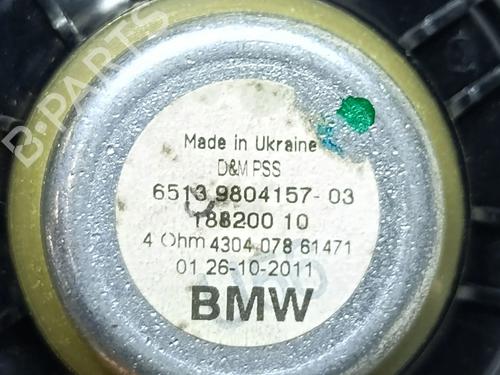 B-PARTS
Made in Ukraine
D&M PSS
6513 9804157-03
188200 10
4 Ohm 4304 078 61471
01 26-10-2011
BMW